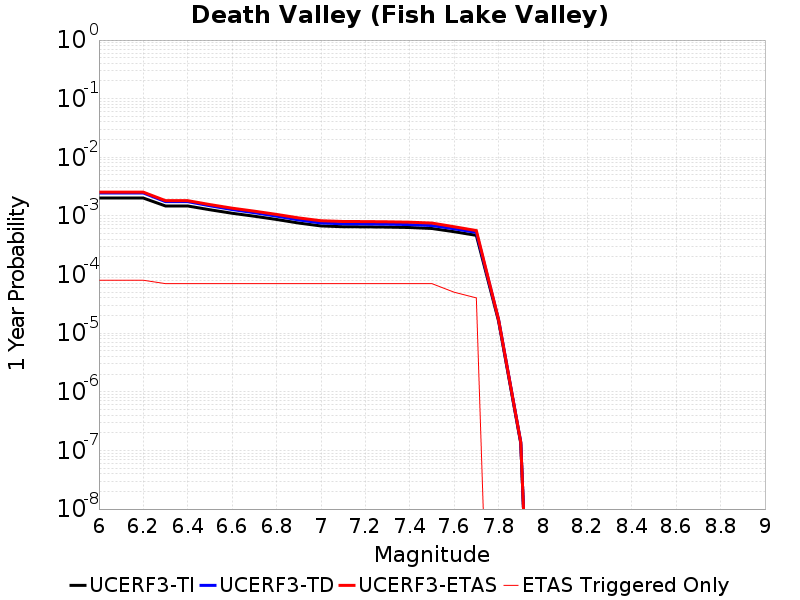 Death Valley (Fish Lake Valley)
10^0
10^-1
10^-2
10^-3
10^-4
10^-5
10^-6
10^-7
10^-8
1 Year Probability
6 6.2 6.4 6.6 6.8 7 7.2 7.4 7.6 7.8 8 8.2 8.4 8.6 8.8 9
Magnitude
UCERF3-TI UCERF3-TD UCERF3-ETAS ETAS Triggered Only